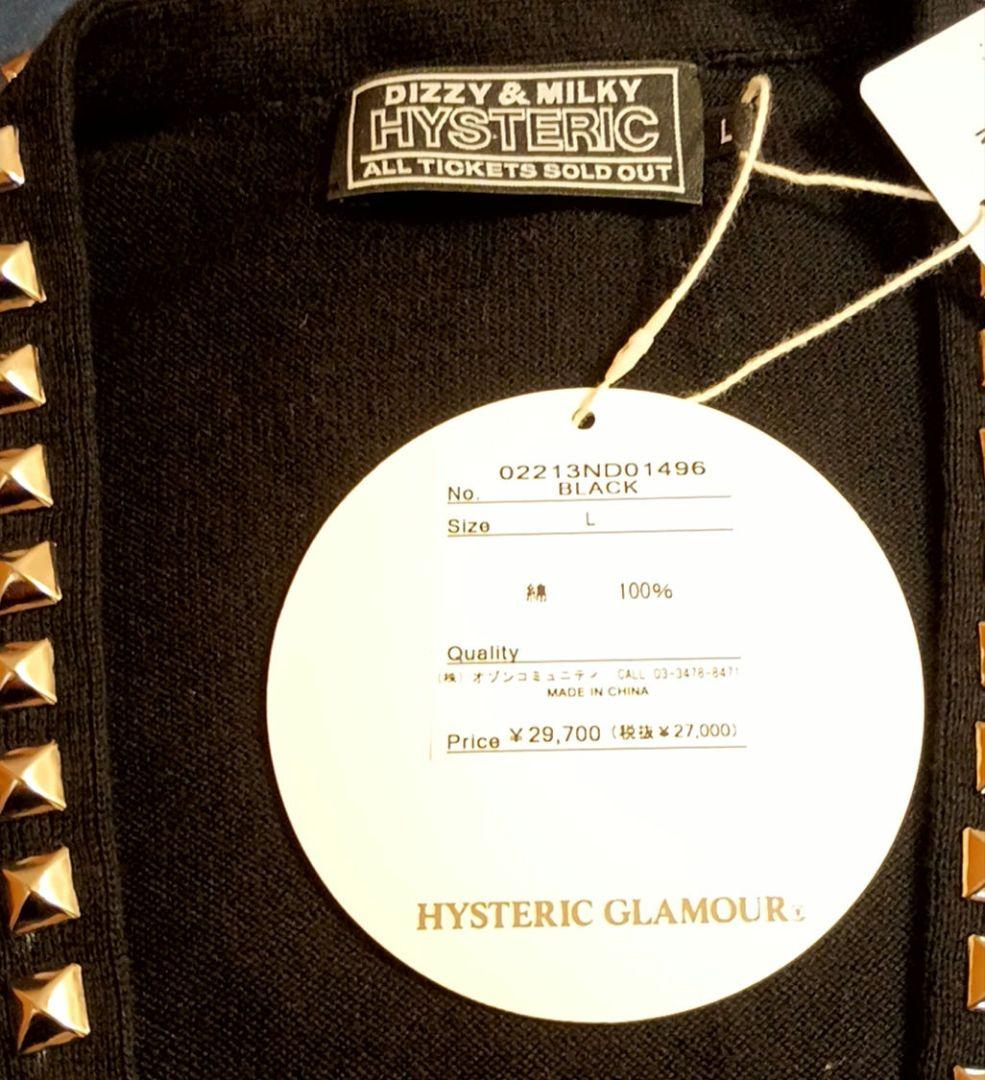 DIZZY & MILKY
HYSTERIC
ALL TICKETS SOLD OUT
L
02213ND01496
No. BLACK
Size L
綿 100%
Quality
(株) オゾンコミュニティ CALL 03-3478-8471
MADE IN CHINA
Price ¥29,700 (税抜¥27,000)
HYSTERIC GLAMOUR